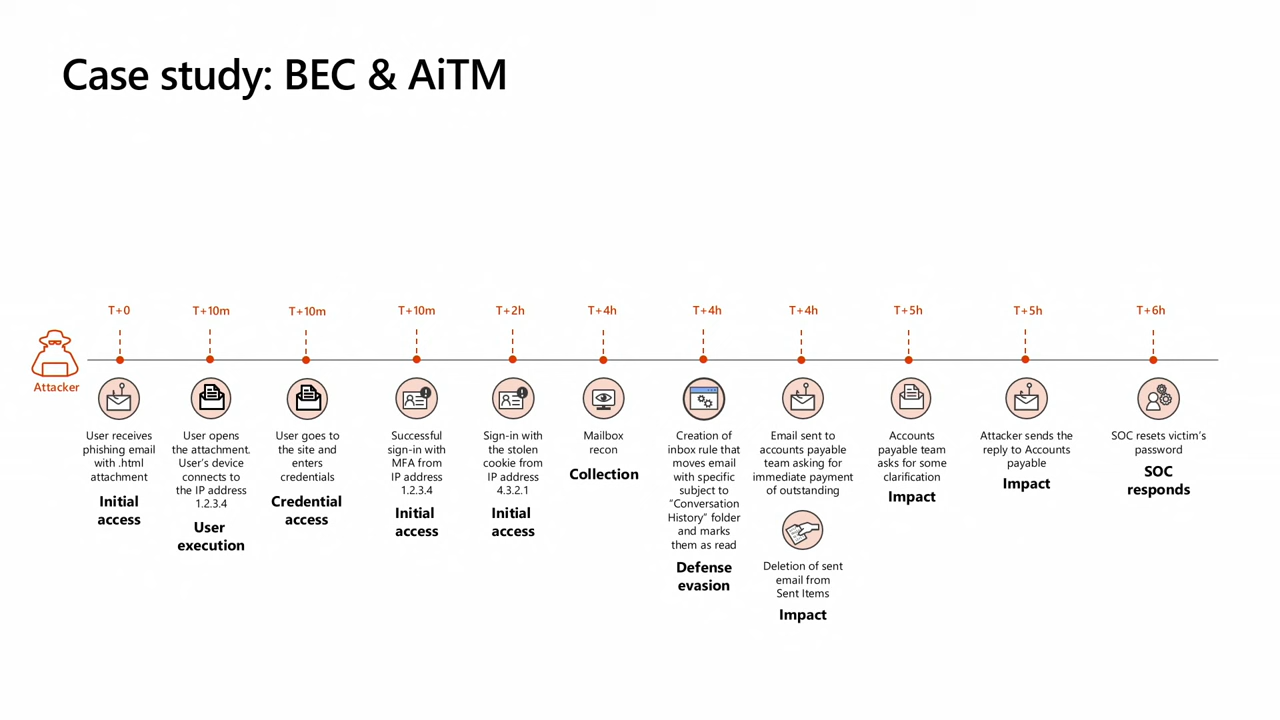 Case study: BEC & AiTM
T+0
T+10m
T+10m
T+10m
T+2h
T+4h
T+4h
T+4h
T+5h
T+5h
T+6h
Attacker
User receives
phishing email
with .html
attachment
Initial
access
User opens
the attachment.
User's device
connects to
the IP address
1.2.3.4
User
execution
User goes to
the site and
enters
credentials
Credential
access
Successful
sign-in with
MFA from
IP address
1.2.3.4
Initial
access
Sign-in with
the stolen
cookie from
IP address
4.3.2.1
Initial
access
Mailbox
recon
Collection
Creation of
inbox rule that
moves email
with specific
subject to
"Conversation
History" folder
and marks
them as read
Defense
evasion
Email sent to
accounts payable
team asking for
immediate payment
of outstanding
Deletion of sent
email from
Sent Items
Impact
Accounts
payable team
asks for some
clarification
Impact
Attacker sends the
reply to Accounts
payable
Impact
SOC resets victim's
password
SOC
responds